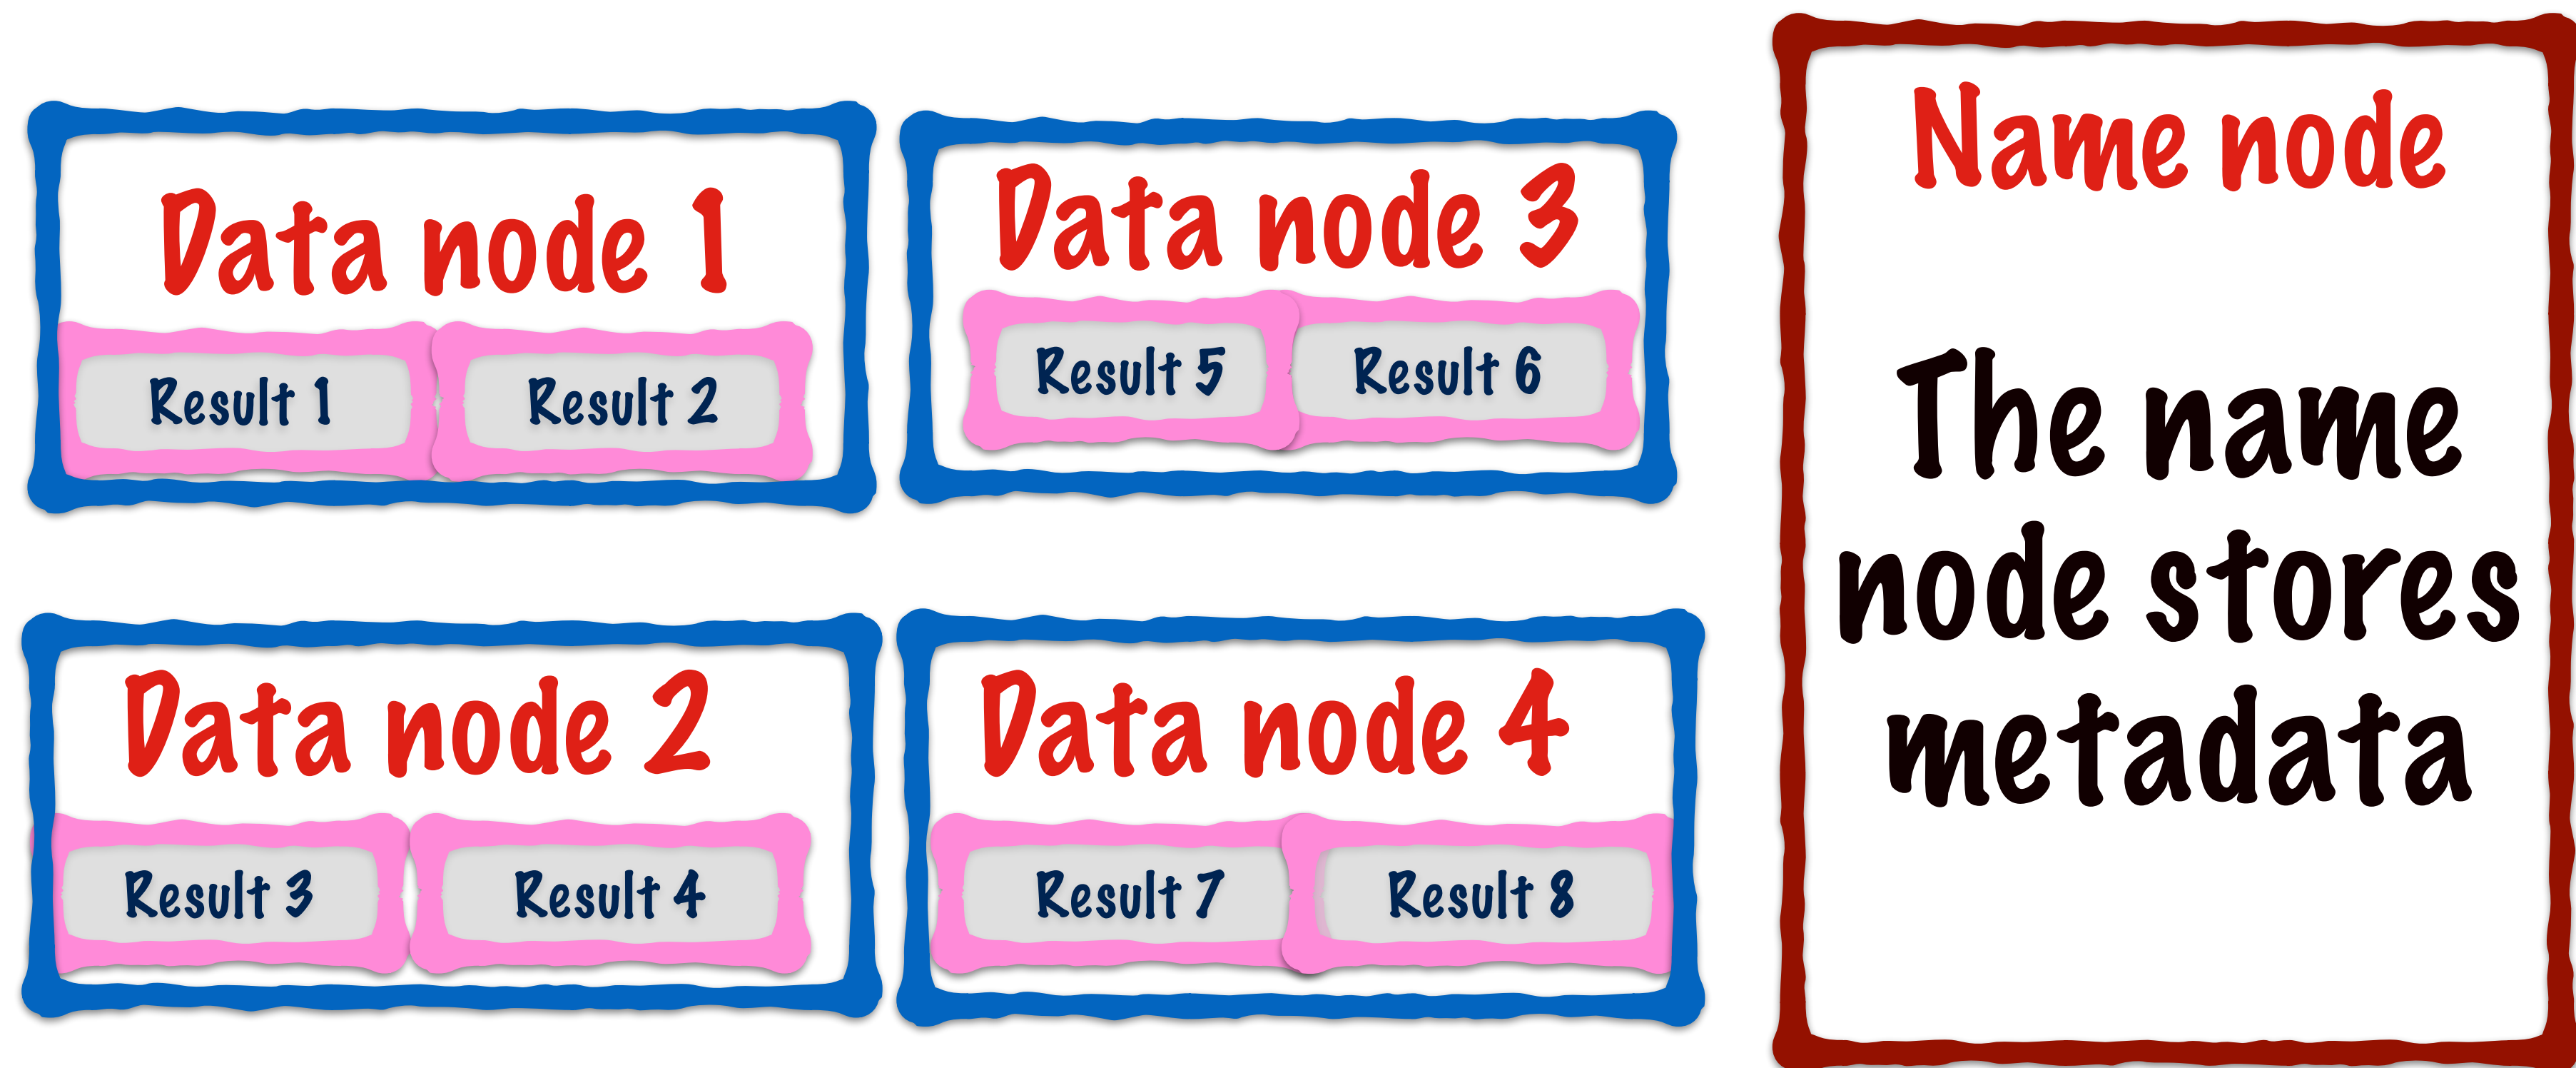 Data node 1
Result 1
Result 2
Data node 3
Result 5
Result 6
Data node 2
Result 3
Result 4
Data node 4
Result 7
Result 8
Name node
The name
node stores
metadata